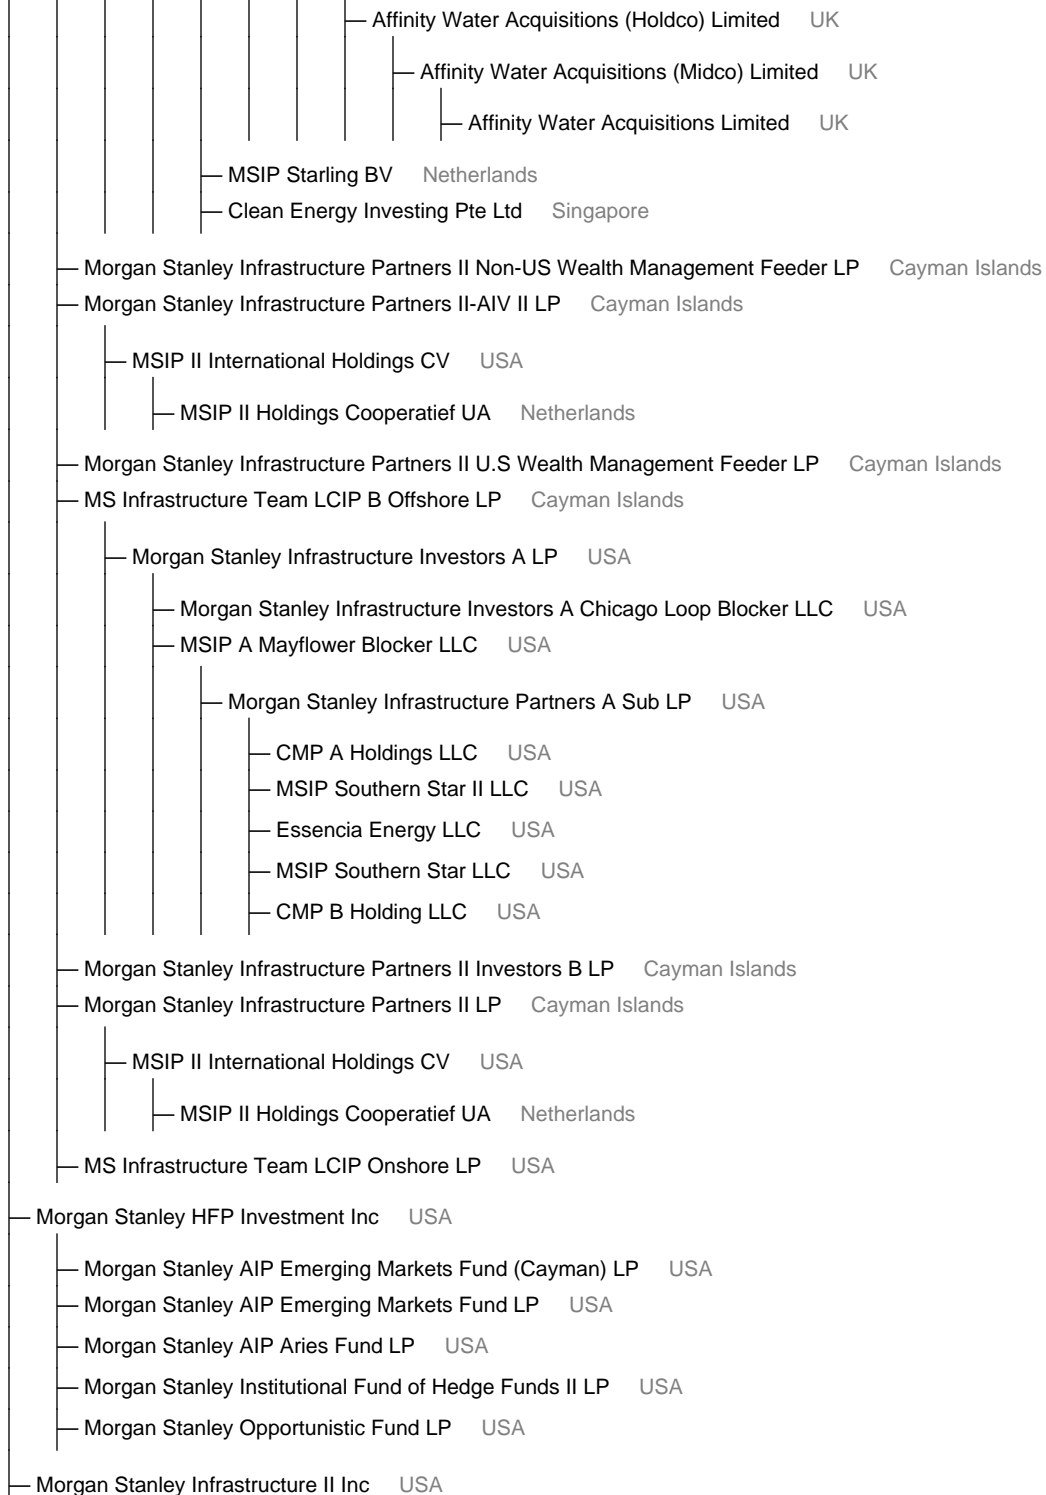 Affinity Water Acquisitions (Holdco) Limited UK
Affinity Water Acquisitions (Midco) Limited UK
Affinity Water Acquisitions Limited UK
MSIP Starling BV Netherlands
Clean Energy Investing Pte Ltd Singapore
Morgan Stanley Infrastructure Partners II Non-US Wealth Management Feeder LP Cayman Islands
Morgan Stanley Infrastructure Partners II-AIV II LP Cayman Islands
MSIP II International Holdings CV USA
MSIP II Holdings Cooperatief UA Netherlands
Morgan Stanley Infrastructure Partners II U.S Wealth Management Feeder LP Cayman Islands
MS Infrastructure Team LCIP B Offshore LP Cayman Islands
Morgan Stanley Infrastructure Investors A LP USA
Morgan Stanley Infrastructure Investors A Chicago Loop Blocker LLC USA
MSIP A Mayflower Blocker LLC USA
Morgan Stanley Infrastructure Partners A Sub LP USA
CMP A Holdings LLC USA
MSIP Southern Star II LLC USA
Essencia Energy LLC USA
MSIP Southern Star LLC USA
CMP B Holding LLC USA
Morgan Stanley Infrastructure Partners II Investors B LP Cayman Islands
Morgan Stanley Infrastructure Partners II LP Cayman Islands
MSIP II International Holdings CV USA
MSIP II Holdings Cooperatief UA Netherlands
MS Infrastructure Team LCIP Onshore LP USA
Morgan Stanley HFP Investment Inc USA
Morgan Stanley AIP Emerging Markets Fund (Cayman) LP USA
Morgan Stanley AIP Emerging Markets Fund LP USA
Morgan Stanley AIP Aries Fund LP USA
Morgan Stanley Institutional Fund of Hedge Funds II LP USA
Morgan Stanley Opportunistic Fund LP USA
Morgan Stanley Infrastructure II Inc USA